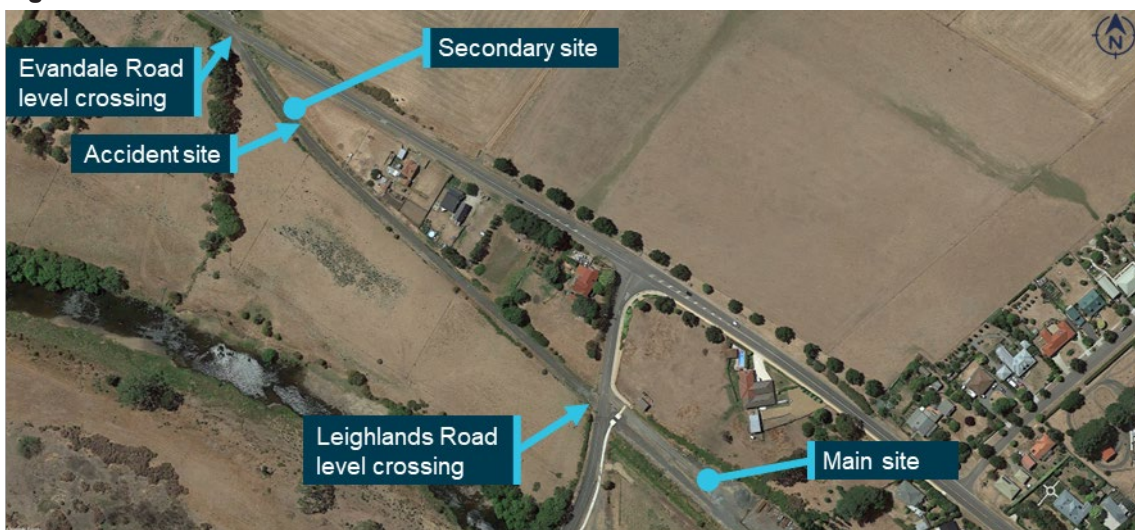 N
Secondary site
Evandale Road
level crossing
Accident site
Leighlands Road
level crossing
Main site